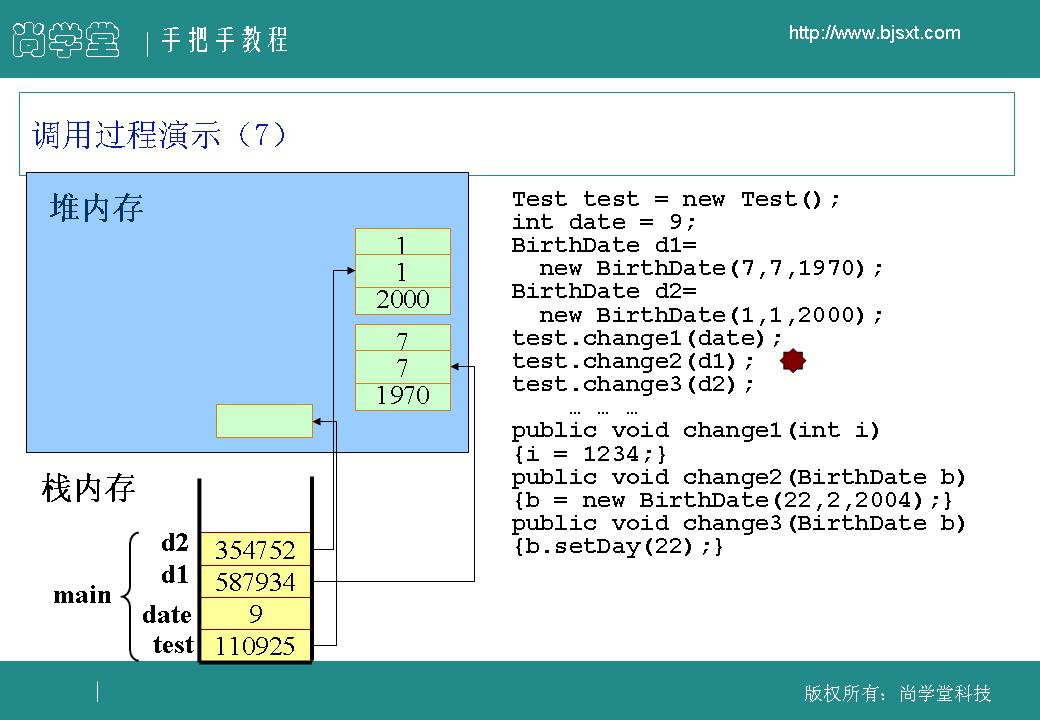 尚学堂 手把手教程
http://www.bjsxt.com
调用过程演示（7）
堆内存
1
1
2000
7
7
1970
Test test = new Test();
int date = 9;
BirthDate d1=
new BirthDate(7,7,1970);
BirthDate d2=
new BirthDate(1,1,2000);
test.change1(date);
test.change2(d1);
test.change3(d2);
… … …
public void change1(int i)
{i = 1234;}
public void change2(BirthDate b)
{b = new BirthDate(22,2,2004);}
public void change3(BirthDate b)
{b.setDay(22);}
栈内存
main
d2 354752
d1 587934
date 9
test 110925
版权所有：尚学堂科技